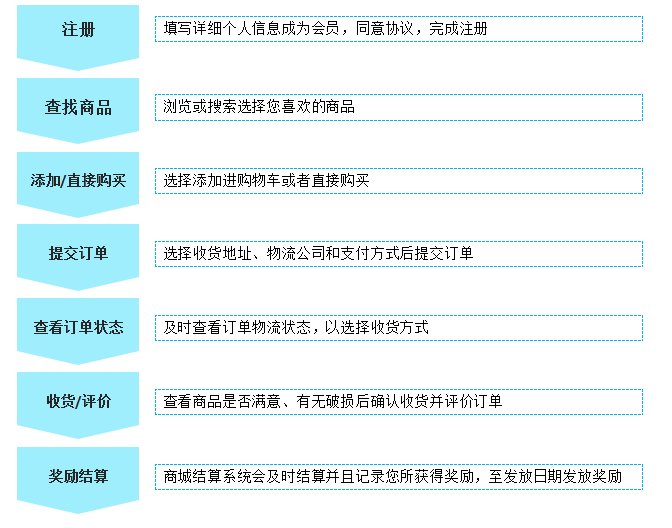 注册
填写详细个人信息成为会员，同意协议，完成注册
查找商品
浏览或搜索选择您喜欢的商品
添加/直接购买
选择添加进购物车或者直接购买
提交订单
选择收货地址、物流公司和支付方式后提交订单
查看订单状态
及时查看订单物流状态，以选择收货方式
收货/评价
查看商品是否满意、有无破损后确认收货并评价订单
奖励结算
商城结算系统会及时结算并且记录您所获得奖励，至发放日期发放奖励